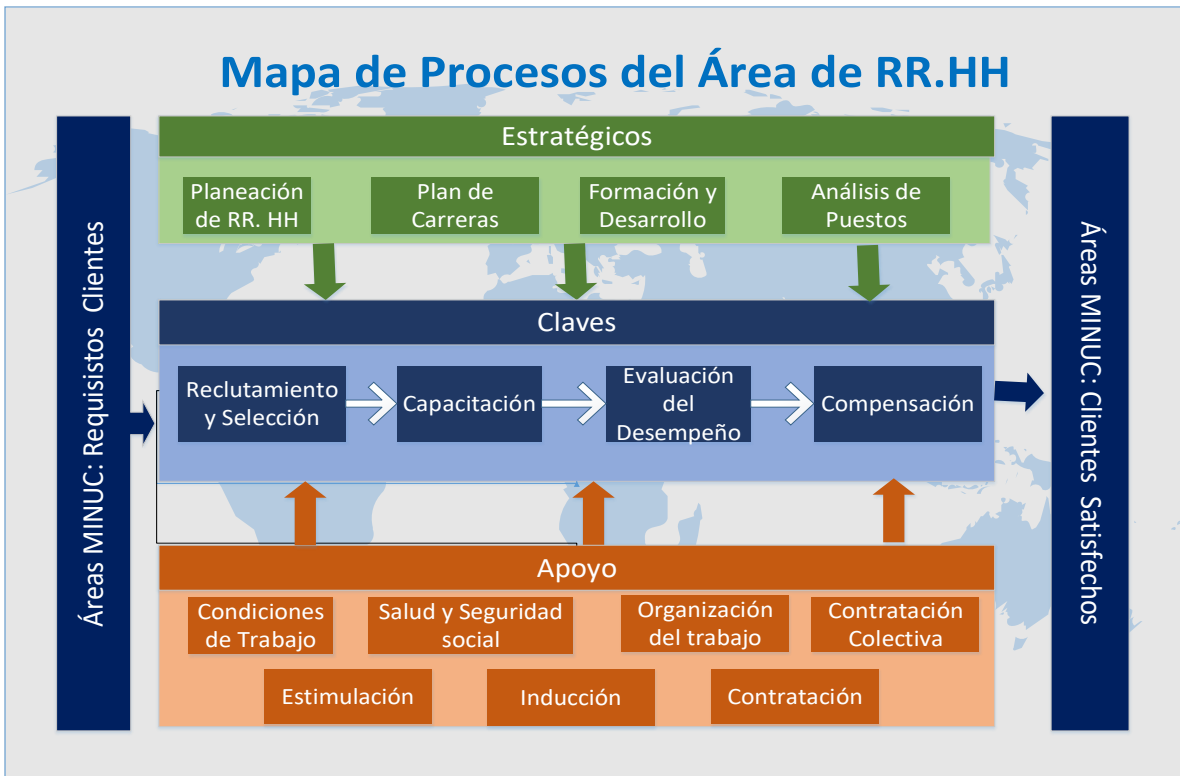 Mapa de Procesos del Área de RR.HH
Áreas MINUC: Requisistos Clientes
Estratégicos
Planeación
de RR. HH
Plan de
Carreras
Formación y
Desarrollo
Análisis de
Puestos
Claves
Reclutamiento
y Selección
Capacitación
Evaluación
del
Desempeño
Compensación
Apoyo
Condiciones
de Trabajo
Salud y Seguridad
social
Organización
del trabajo
Contratación
Colectiva
Estimulación
Inducción
Contratación
Áreas MINUC: Clientes Satisfechos